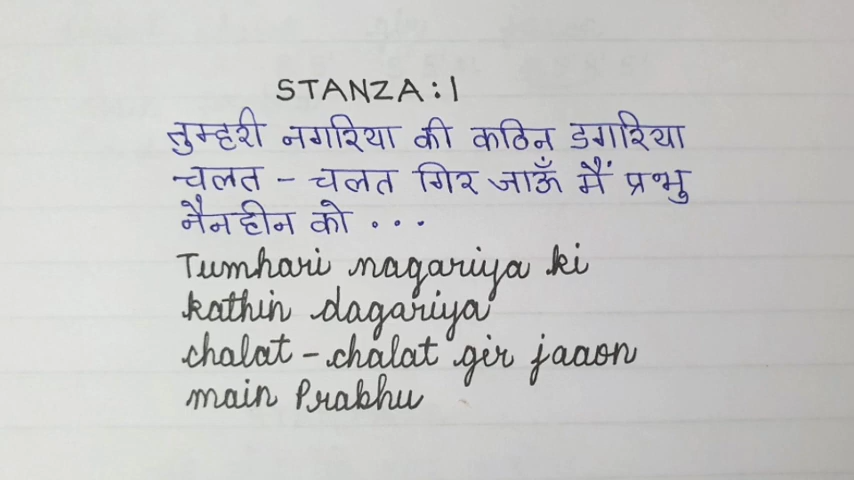 STANZA:1
तुम्हरी नगरिया की कठिन डगरिया
चलत - चलत गिर जाऊँ मैं प्रभु
नैनहीन को ...
Tumhari nagariya ki
kathin dagariya
chalat - chalat gir jaaon
main Prabhu